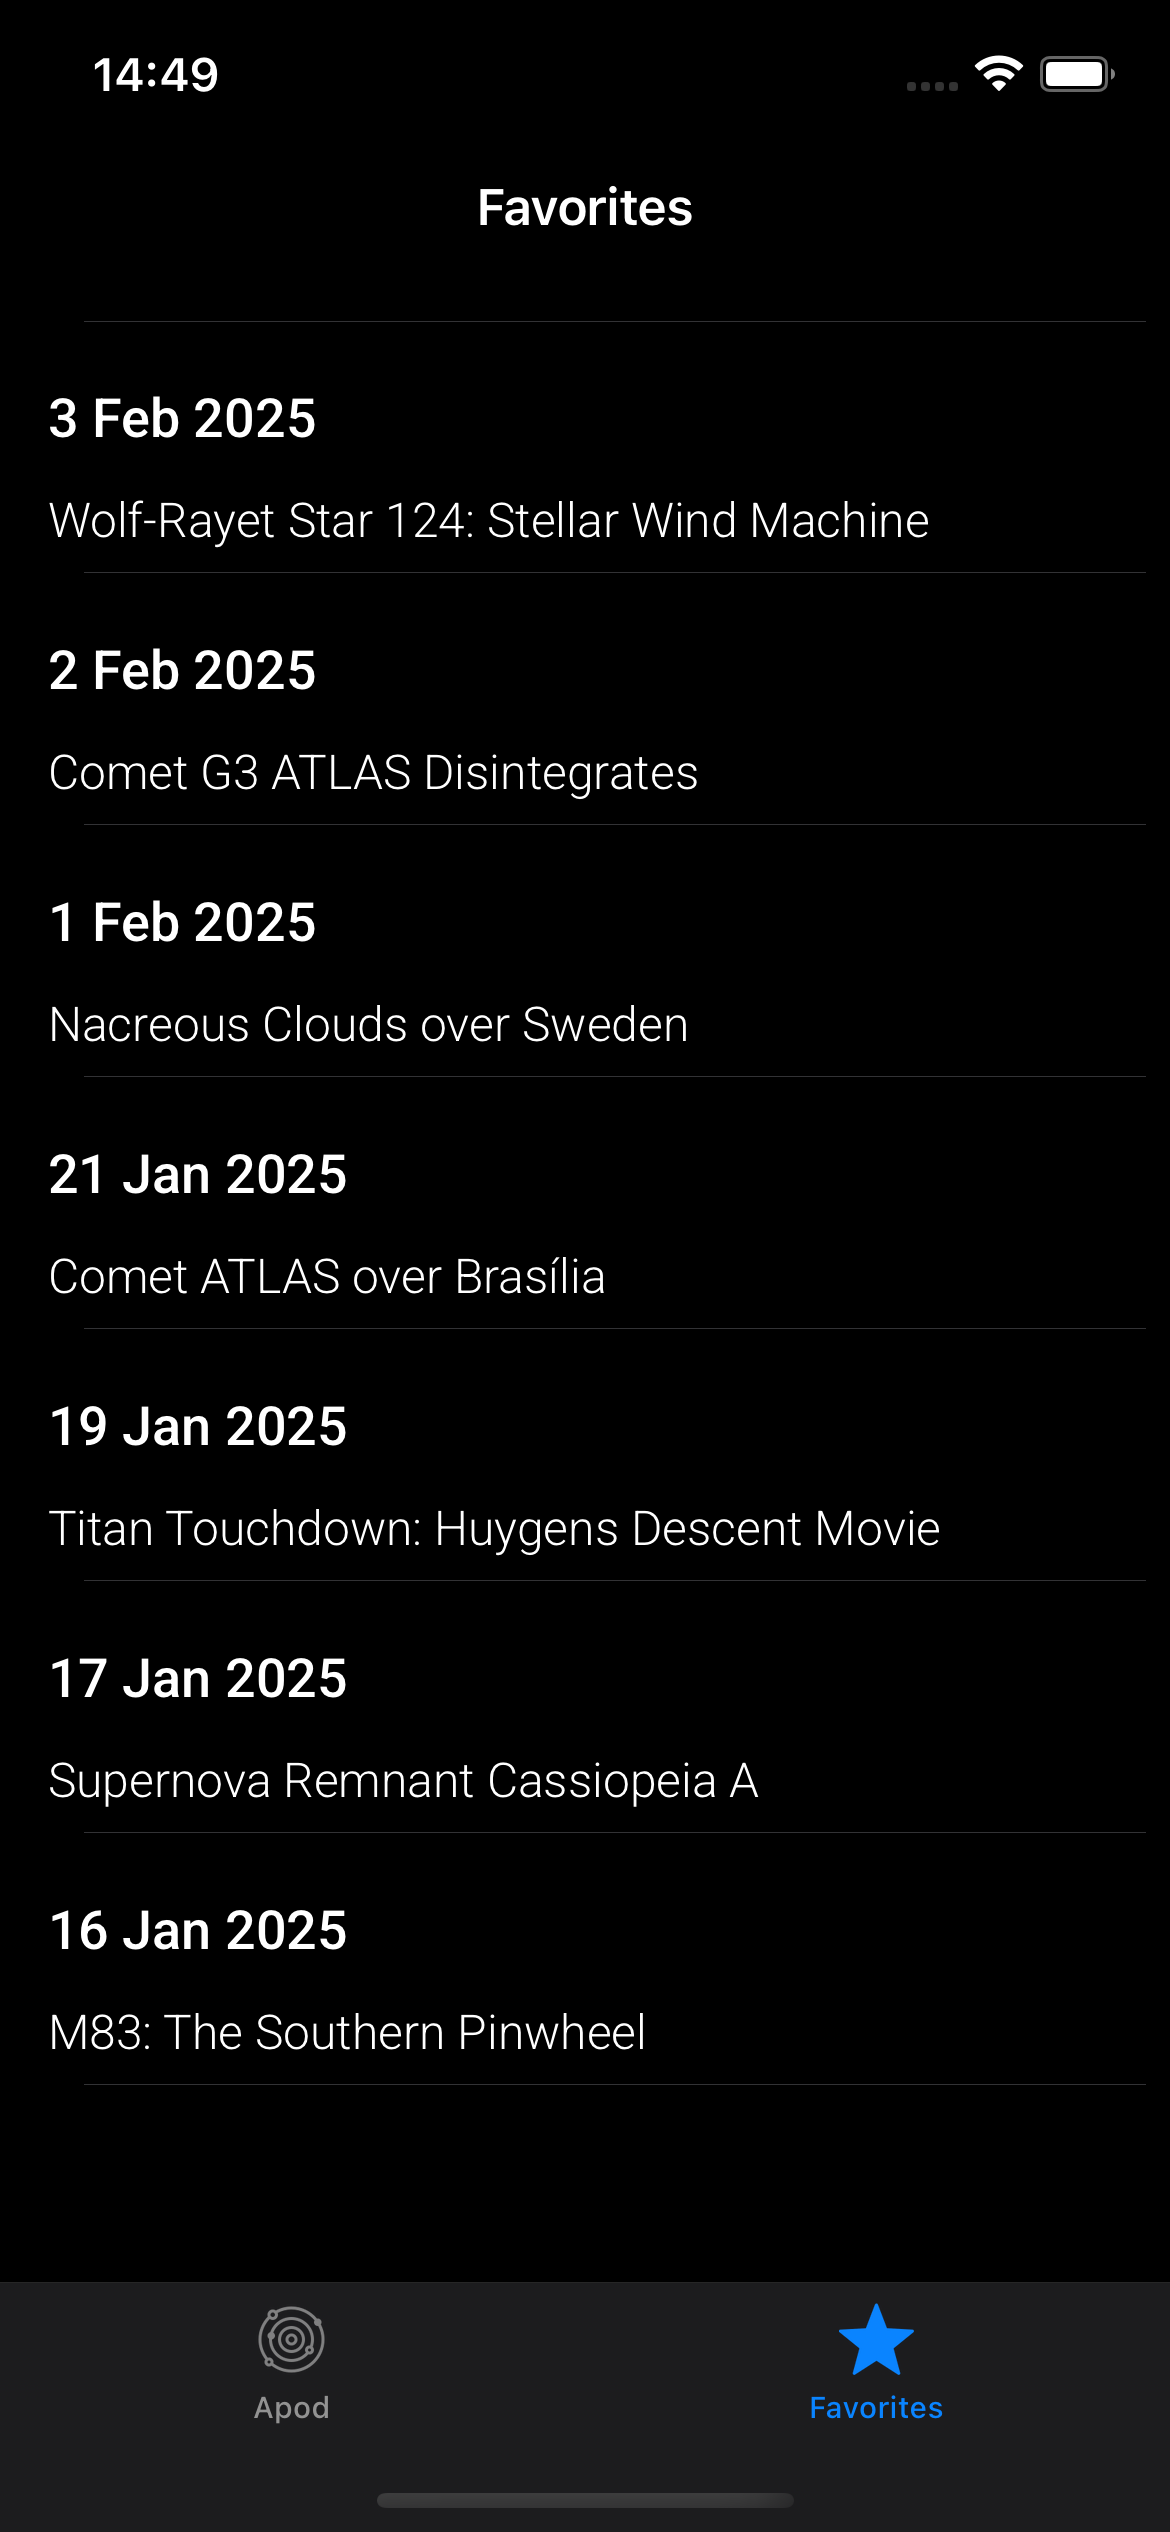 14:49
Favorites
3 Feb 2025
Wolf-Rayet Star 124: Stellar Wind Machine
2 Feb 2025
Comet G3 ATLAS Disintegrates
1 Feb 2025
Nacreous Clouds over Sweden
21 Jan 2025
Comet ATLAS over Brasília
19 Jan 2025
Titan Touchdown: Huygens Descent Movie
17 Jan 2025
Supernova Remnant Cassiopeia A
16 Jan 2025
M83: The Southern Pinwheel
Apod
Favorites